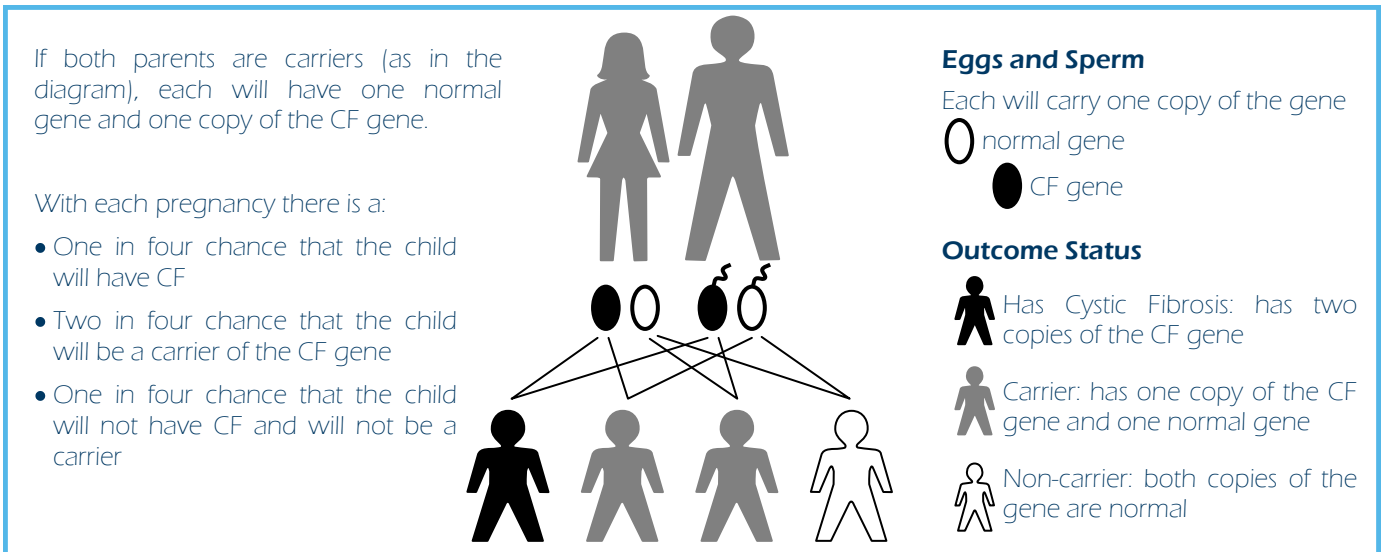 If both parents are carriers (as in the
diagram), each will have one normal
gene and one copy of the CF gene.
With each pregnancy there is a:
• One in four chance that the child
will have CF
• Two in four chance that the child
will be a carrier of the CF gene
• One in four chance that the child
will not have CF and will not be a
carrier
Eggs and Sperm
Each will carry one copy of the gene
normal gene
CF gene
Outcome Status
Has Cystic Fibrosis: has two
copies of the CF gene
Carrier: has one copy of the CF
gene and one normal gene
Non-carrier: both copies of the
gene are normal